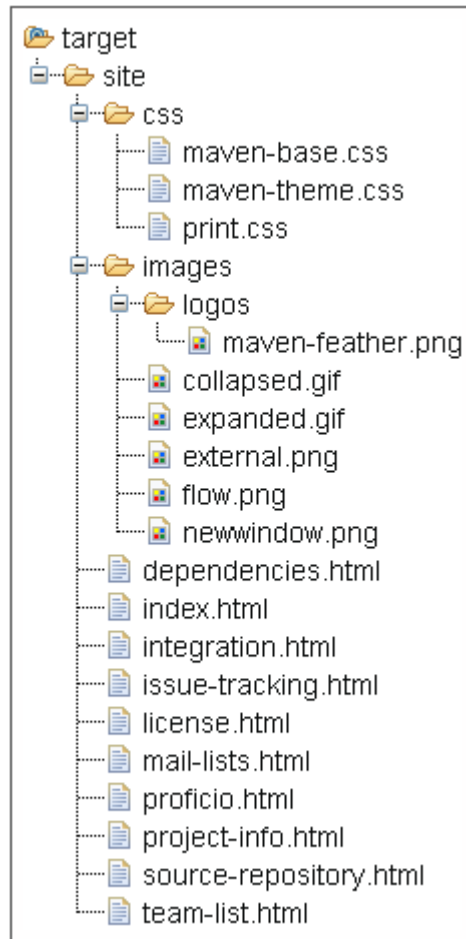 target
site
css
maven-base.css
maven-theme.css
print.css
images
logos
maven-feather.png
collapsed.gif
expanded.gif
external.png
flow.png
newwindow.png
dependencies.html
index.html
integration.html
issue-tracking.html
license.html
mail-lists.html
proficio.html
project-info.html
source-repository.html
team-list.html